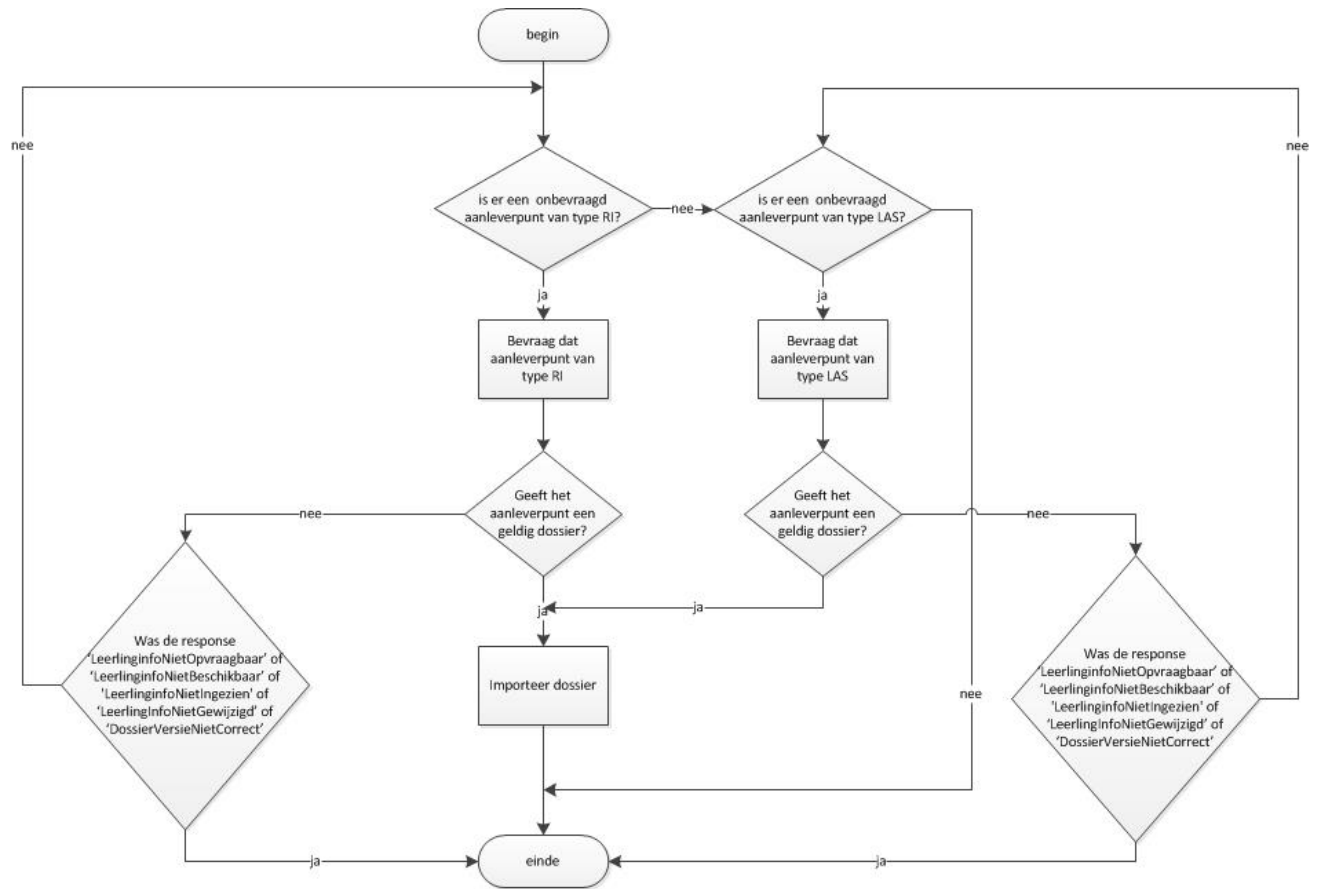 begin
nee
nee
is er een onbevraagd
aanleverpunt van type RI?
nee
is er een onbevraagd
aanleverpunt van type LAS?
ja
ja
Bevraag dat
aanleverpunt van
type RI
Bevraag dat
aanleverpunt van
type LAS
Geeft het
aanleverpunt een
geldig dossier?
Geeft het
aanleverpunt een
geldig dossier?
nee
nee
ja
ja
Was de response
'LeerlinginfoNietOpvraagbaar' of
'LeerlinginfoNietBeschikbaar' of
'LeerlinginfoNietIngezien' of
'LeerlingInfoNietGewijzigd' of
'DossierVersieNietCorrect'
Importeer dossier
nee
Was de response
'LeerlinginfoNietOpvraagbaar' of
'LeerlinginfoNietBeschikbaar' of
'LeerlinginfoNietIngezien' of
'LeerlingInfoNietGewijzigd' of
'DossierVersieNietCorrect'
ja
einde
ja